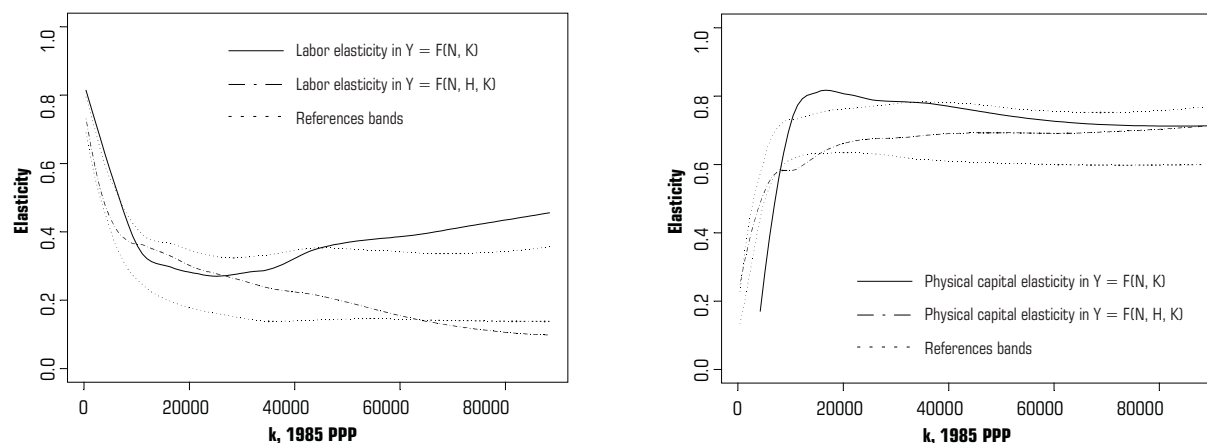 1.0
0.8
0.6
0.4
0.2
0.0
Elasticity
Labor elasticity in Y = F(N, K)
Labor elasticity in Y = F(N, H, K)
References bands
0 20000 40000 60000 80000
k, 1985 PPP
1.0
0.8
0.6
0.4
0.2
0.0
Elasticity
Physical capital elasticity in Y = F(N, K)
Physical capital elasticity in Y = F(N, H, K)
References bands
0 20000 40000 60000 80000
k, 1985 PPP